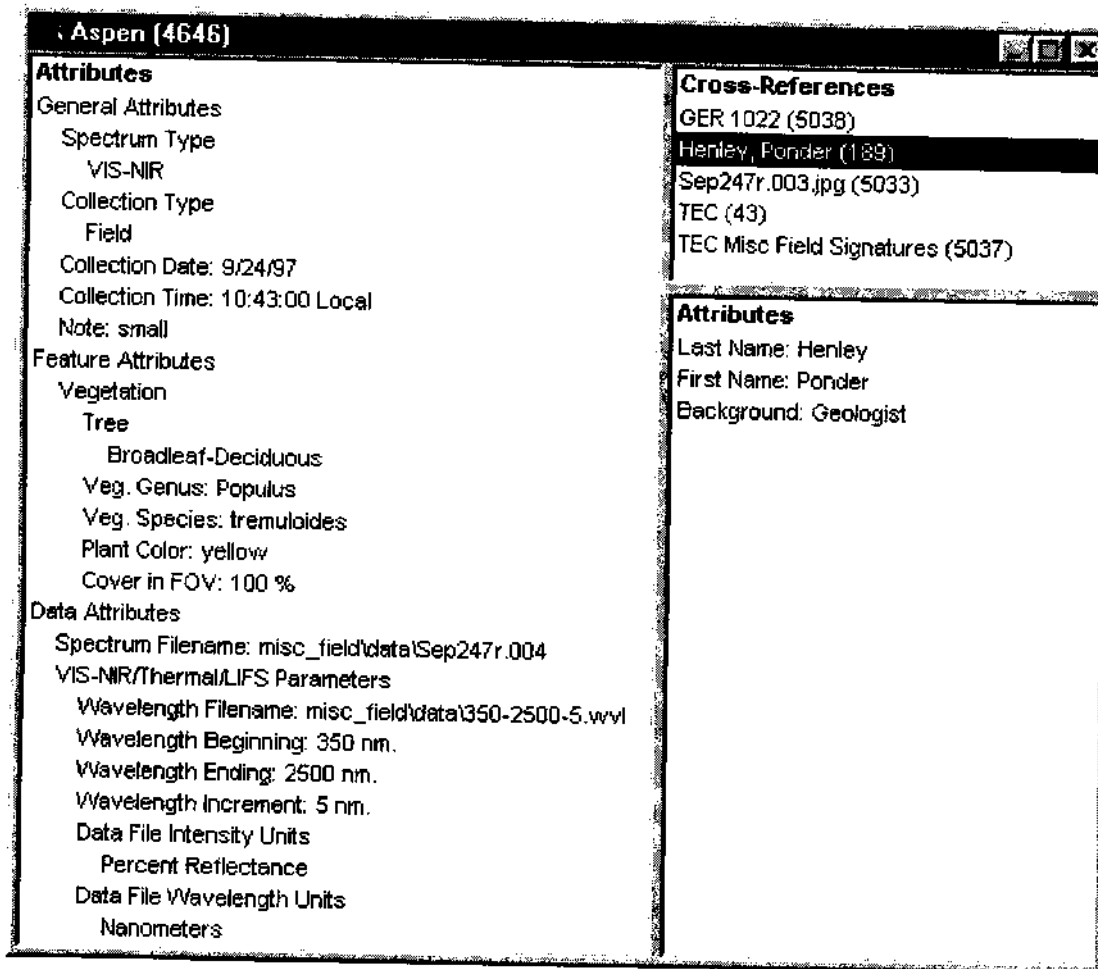 Aspen (4646)
Attributes
General Attributes
Spectrum Type
VIS-NIR
Collection Type
Field
Collection Date: 9/24/97
Collection Time: 10:43:00 Local
Note: small
Feature Attributes
Vegetation
Tree
Broadleaf-Deciduous
Veg. Genus: Populus
Veg. Species: tremuloides
Plant Color: yellow
Cover in FOV: 100 %
Data Attributes
Spectrum Filename: misc_field\data\Sep247r.004
VIS-NIR/Thermal/LIFS Parameters
Wavelength Filename: misc_field\data\350-2500-5.wvl
Wavelength Beginning: 350 nm.
Wavelength Ending: 2500 nm.
Wavelength Increment: 5 nm.
Data File Intensity Units
Percent Reflectance
Data File Wavelength Units
Nanometers
Cross-References
GER 1022 (5038)
Henley, Ponder (189)
Sep247r.003.jpg (5033)
TEC (43)
TEC Misc Field Signatures (5037)
Attributes
Last Name: Henley
First Name: Ponder
Background: Geologist